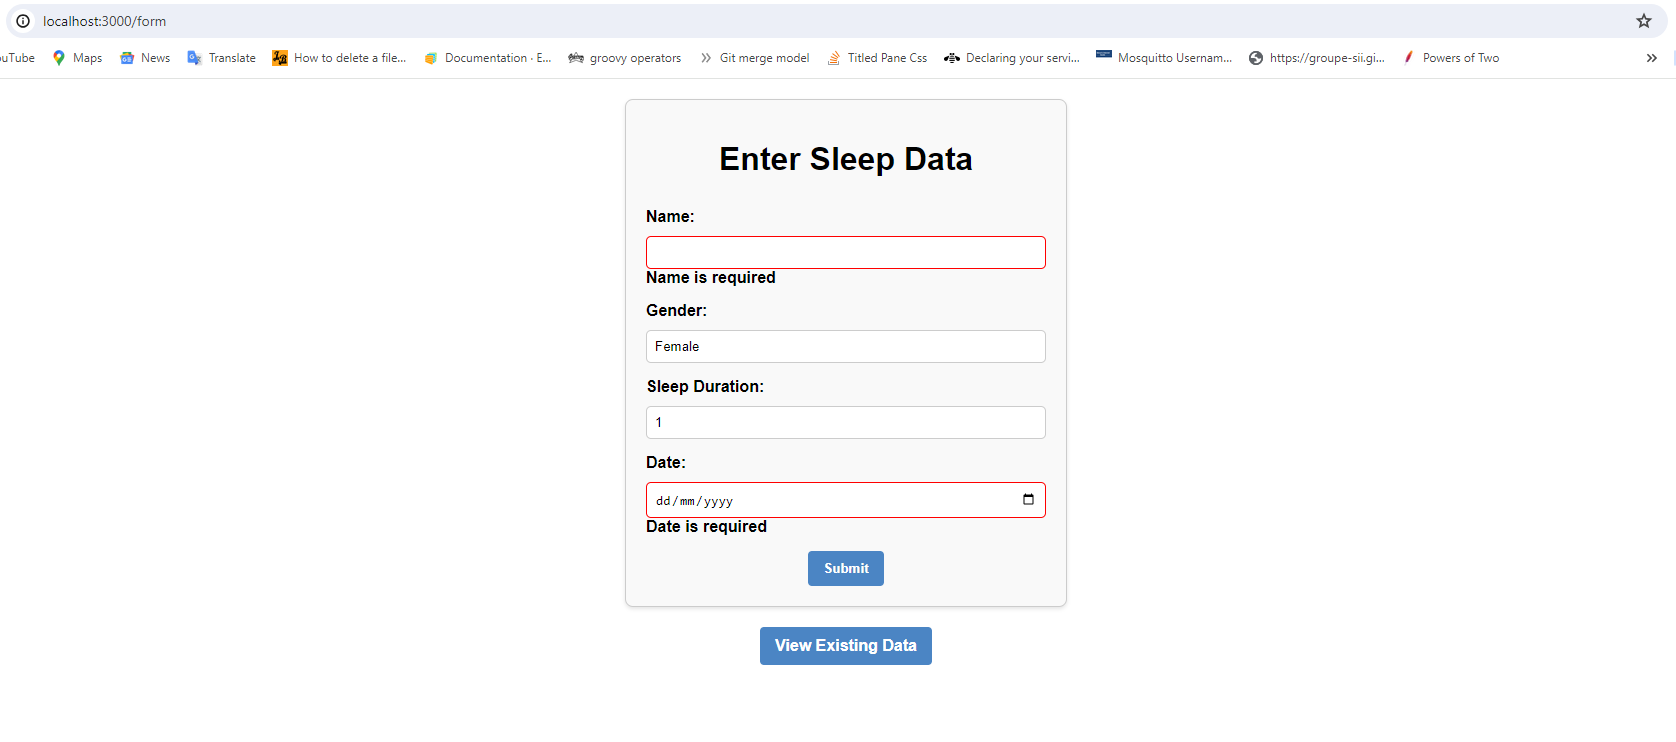 localhost:3000/form
uTube Maps News Translate How to delete a file... Documentation · E... groovy operators Git merge model Titled Pane Css Declaring your servi... Mosquitto Usernam... https://groupe-sii.gi... Powers of Two
Enter Sleep Data
Name:
Name is required
Gender:
Female
Sleep Duration:
1
Date:
dd/mm/yyyy
Date is required
Submit
View Existing Data